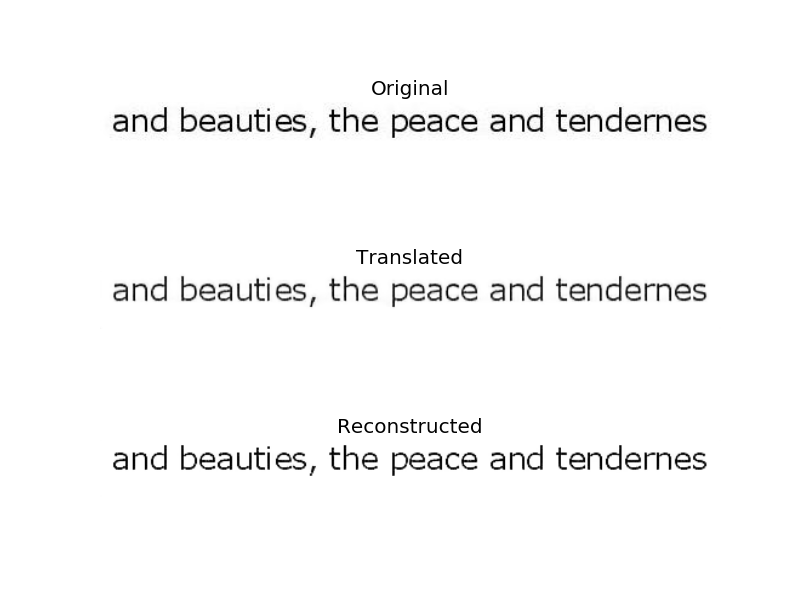 Original
and beauties, the peace and tendernes
Translated
and beauties, the peace and tendernes
Reconstructed
and beauties, the peace and tendernes